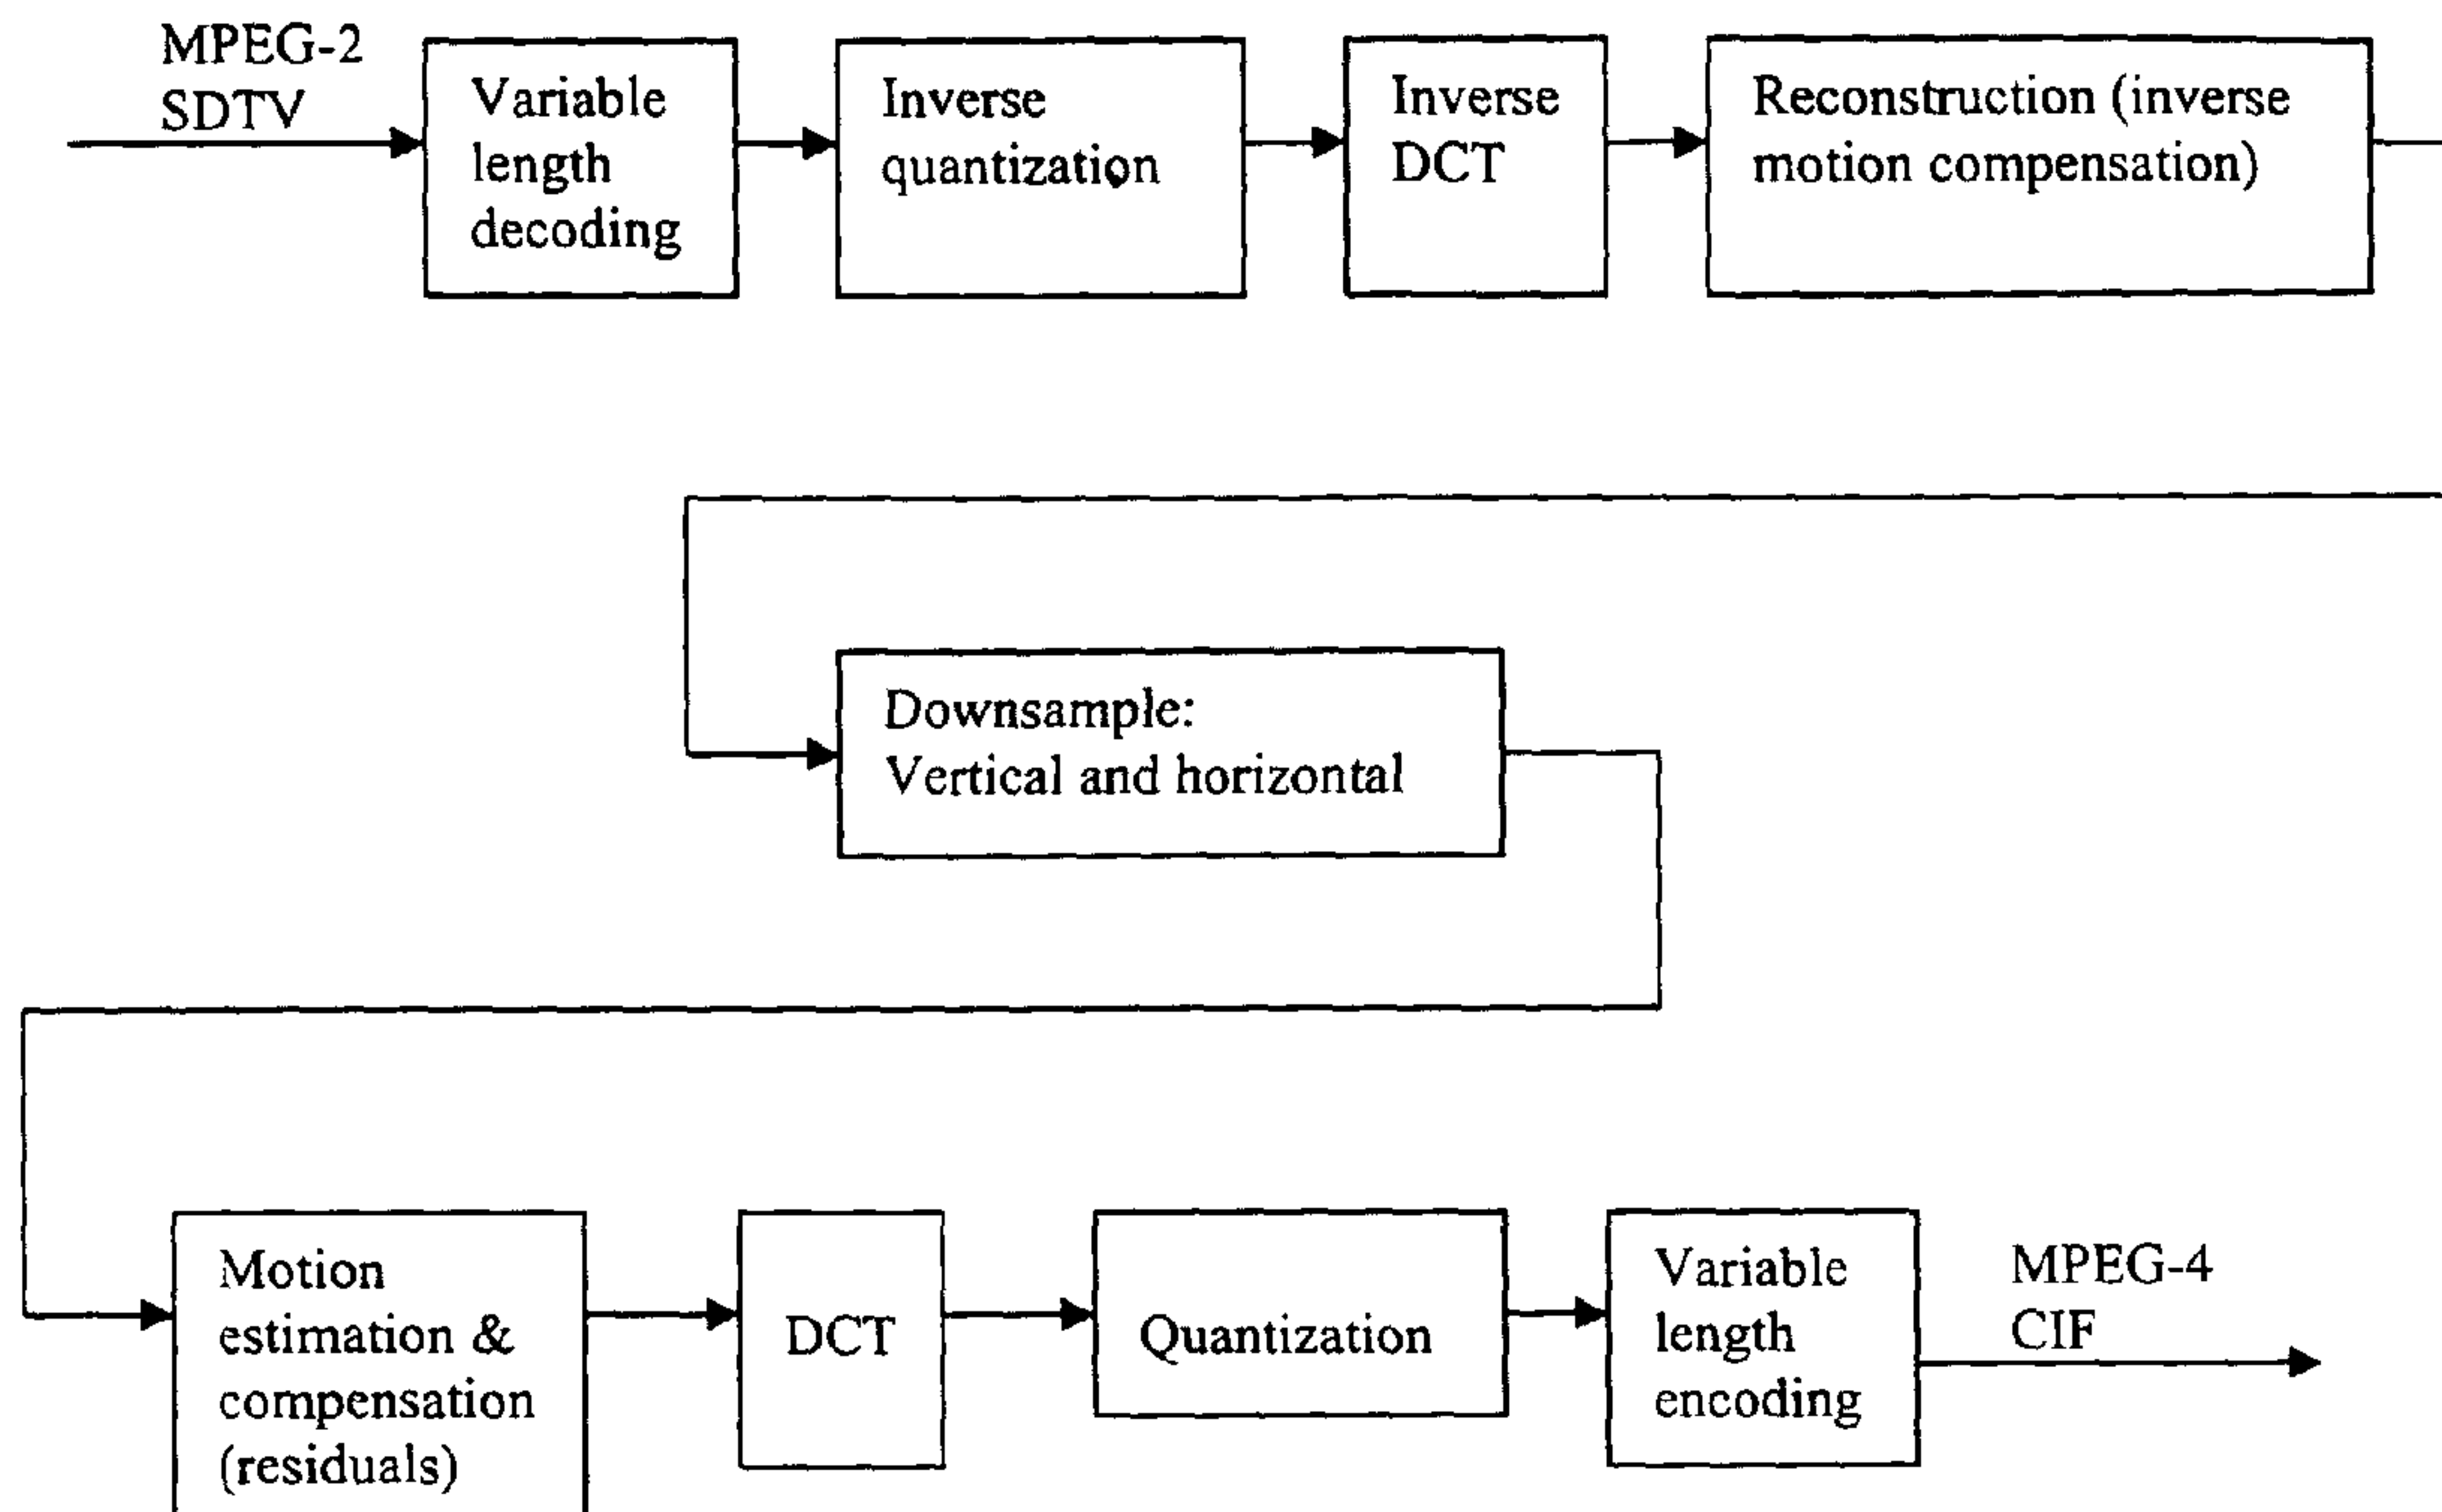 MPEG-2
SDTV
Variable
length
decoding
Inverse
quantization
Inverse
DCT
Reconstruction (inverse
motion compensation)
Downsample:
Vertical and horizontal
Motion
estimation &
compensation
(residuals)
DCT
Quantization
Variable
length
encoding
MPEG-4
CIF